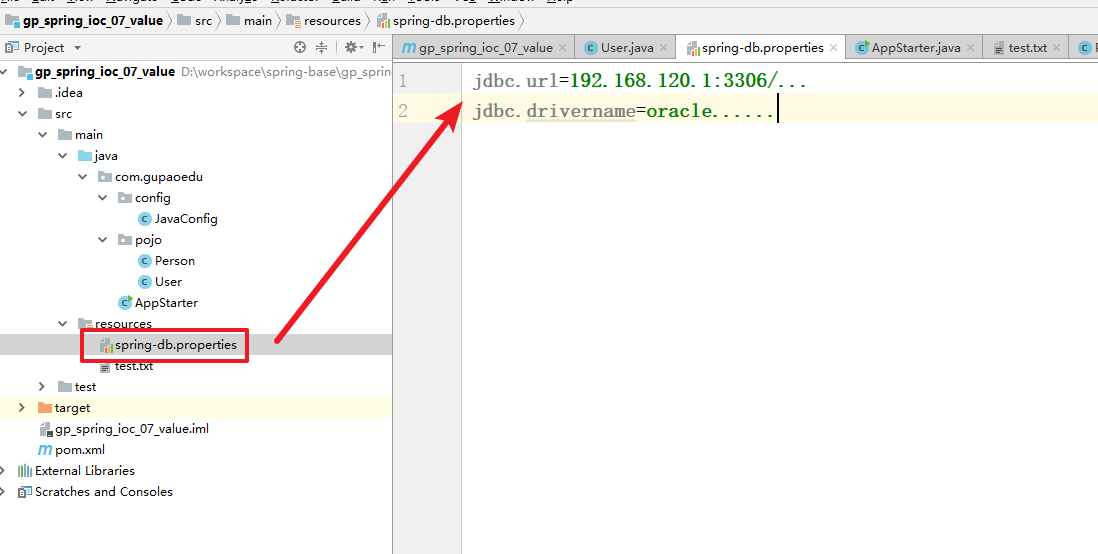 gp_spring_ioc_07_value src main resources spring-db.properties
Project
gp_spring_ioc_07_value D:\workspace\spring-base\gp_sprin
.idea
src
main
java
com.gupaoedu
config
JavaConfig
pojo
Person
User
AppStarter
resources
spring-db.properties
test.txt
test
target
gp_spring_ioc_07_value.iml
pom.xml
External Libraries
Scratches and Consoles
gp_spring_ioc_07_value User.java spring-db.properties AppStarter.java test.txt
1 jdbc.url=192.168.120.1:3306/...
2 jdbc.drivername=oracle......